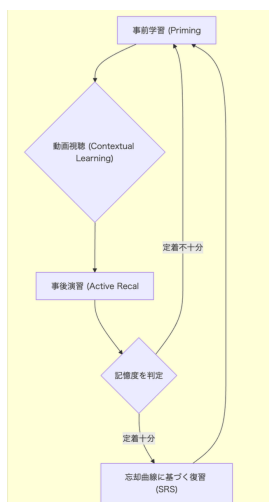 事前学習 (Priming
動画視聴 (Contextual
Learning)
定着不十分
事後演習 (Active Recal
記憶度を判定
定着十分
忘却曲線に基づく復習
(SRS)